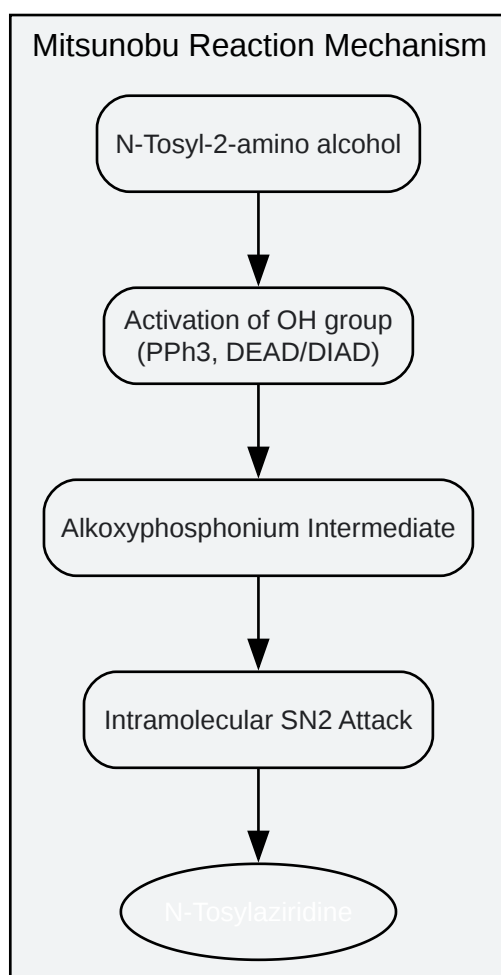 Mitsunobu Reaction Mechanism
N-Tosyl-2-amino alcohol
Activation of OH group
(PPh3, DEAD/DIAD)
Alkoxyphosphonium Intermediate
Intramolecular SN2 Attack
N-Tosylaziridine